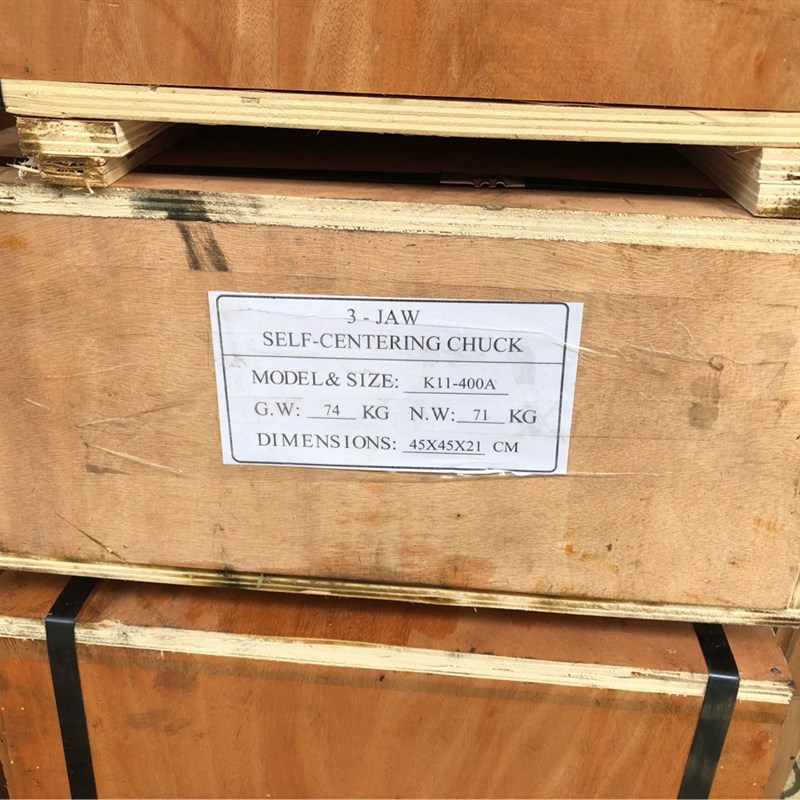 3 - JAW
SELF-CENTERING CHUCK
MODEL& SIZE: K11-400A
G.W: 74 KG N.W: 71 KG
DIMENSIONS: 45X45X21 CM